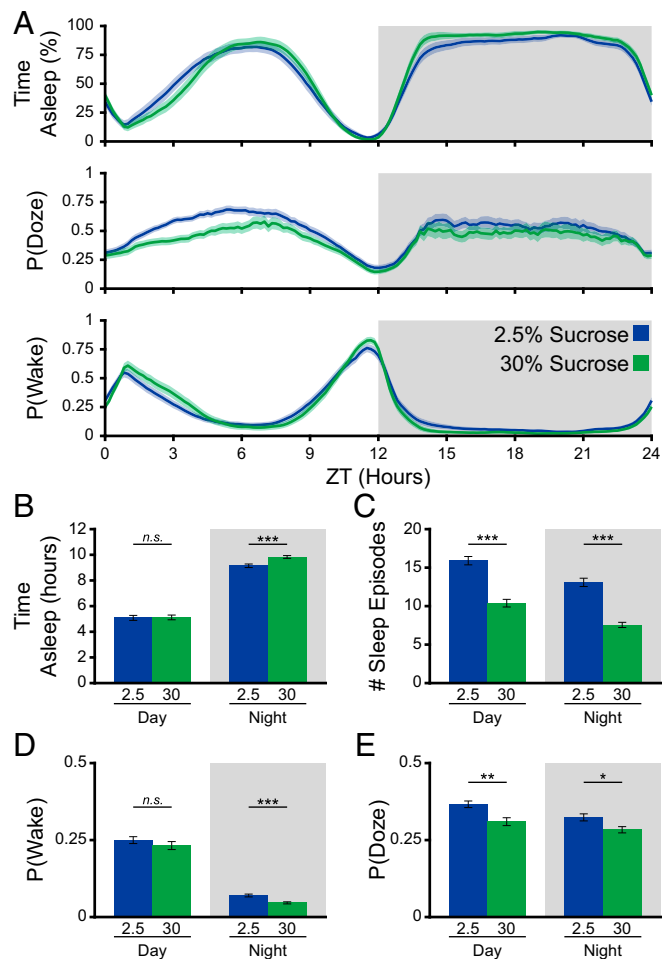 A
Time
Asleep (%)
100
75
50
25
0
P(Doze)
1
0.75
0.5
0.25
0
P(Wake)
1
0.75
0.5
0.25
0
2.5% Sucrose
30% Sucrose
0 3 6 9 12 15 18 21 24
ZT (Hours)
B
Time
Asleep (hours)
12
10
8
6
4
2
0
n.s. ***
2.5 30 2.5 30
Day Night
C
# Sleep Episodes
20
15
10
5
0
*** ***
2.5 30 2.5 30
Day Night
D
P(Wake)
0.5
0.25
0
n.s. ***
2.5 30 2.5 30
Day Night
E
P(Doze)
0.5
0.25
0
** *
2.5 30 2.5 30
Day Night